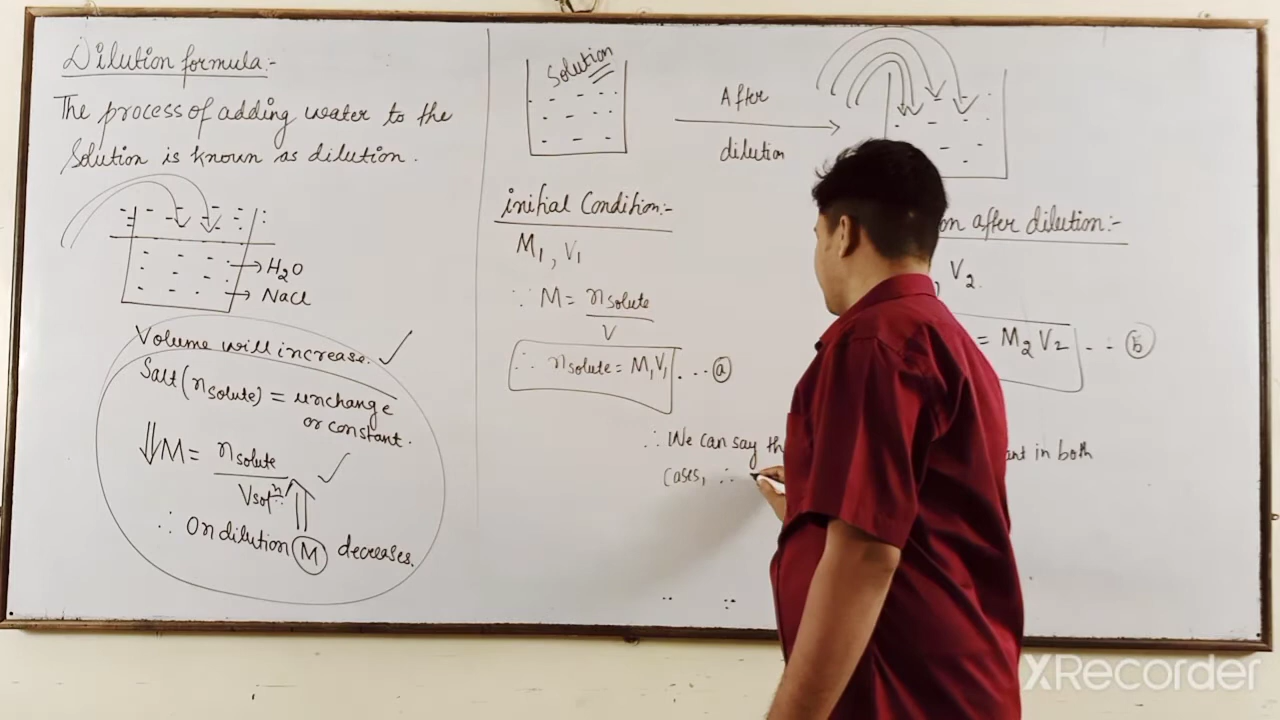 Dilution formula:-
The process of adding water to the
Solution is known as dilution.
H₂O
NaCl
Volume will increase. ✓
Salt (nsolute) = unchange
or constant.
⇓M = nsolute ✓
Vsolⁿ
∴ On dilution M decreases.
Solution
After
dilution
initial Condition:-
M₁, V₁
∵ M = nsolute
V
∴ nsolute = M₁V₁ ... ⓐ
on after dilution:-
, V₂.
= M₂V₂ -- ⓑ
∴ We can say th
ant in both
Cases, ∴
XRecorder